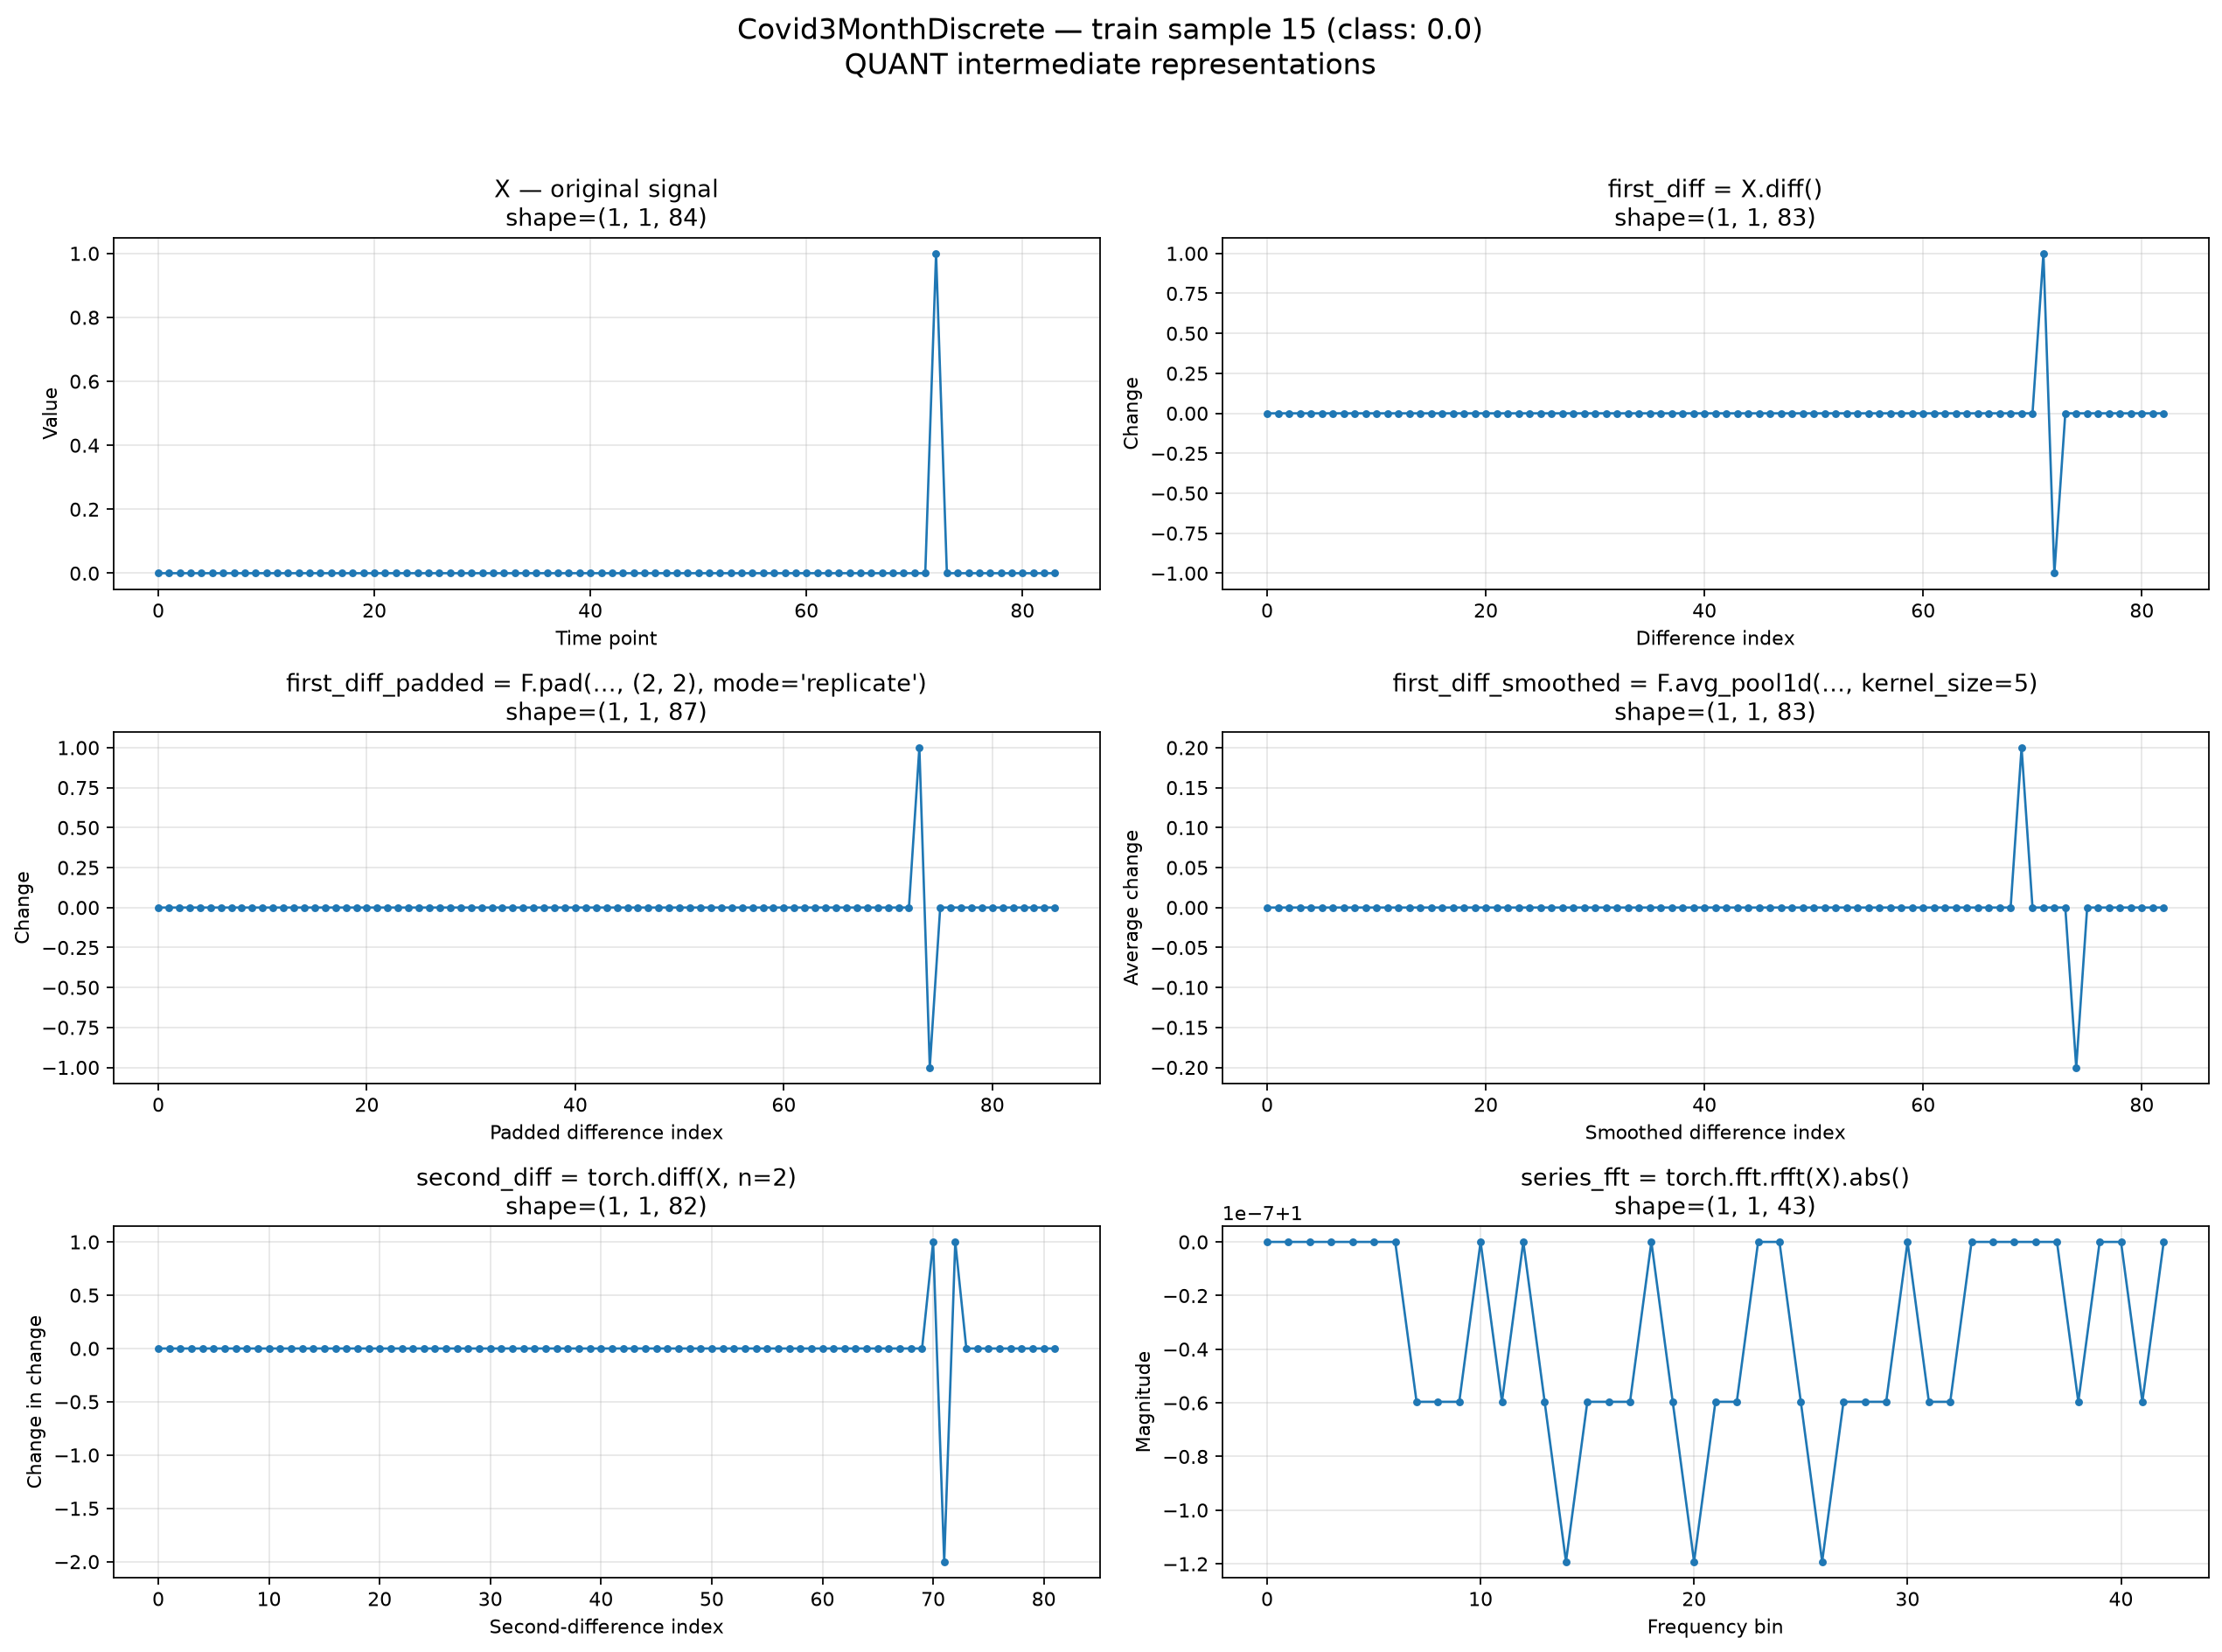 Covid3MonthDiscrete — train sample 15 (class: 0.0)
QUANT intermediate representations
X — original signal
shape=(1, 1, 84)
1.0
0.8
0.6
0.4
0.2
0.0
Value
0 20 40 60 80
Time point
first_diff = X.diff()
shape=(1, 1, 83)
1.00
0.75
0.50
0.25
0.00
−0.25
−0.50
−0.75
−1.00
Change
0 20 40 60 80
Difference index
first_diff_padded = F.pad(..., (2, 2), mode='replicate')
shape=(1, 1, 87)
1.00
0.75
0.50
0.25
0.00
−0.25
−0.50
−0.75
−1.00
Change
0 20 40 60 80
Padded difference index
first_diff_smoothed = F.avg_pool1d(..., kernel_size=5)
shape=(1, 1, 83)
0.20
0.15
0.10
0.05
0.00
−0.05
−0.10
−0.15
−0.20
Average change
0 20 40 60 80
Smoothed difference index
second_diff = torch.diff(X, n=2)
shape=(1, 1, 82)
1.0
0.5
0.0
−0.5
−1.0
−1.5
−2.0
Change in change
0 10 20 30 40 50 60 70 80
Second-difference index
series_fft = torch.fft.rfft(X).abs()
shape=(1, 1, 43)
1e−7+1
0.0
−0.2
−0.4
−0.6
−0.8
−1.0
−1.2
Magnitude
0 10 20 30 40
Frequency bin